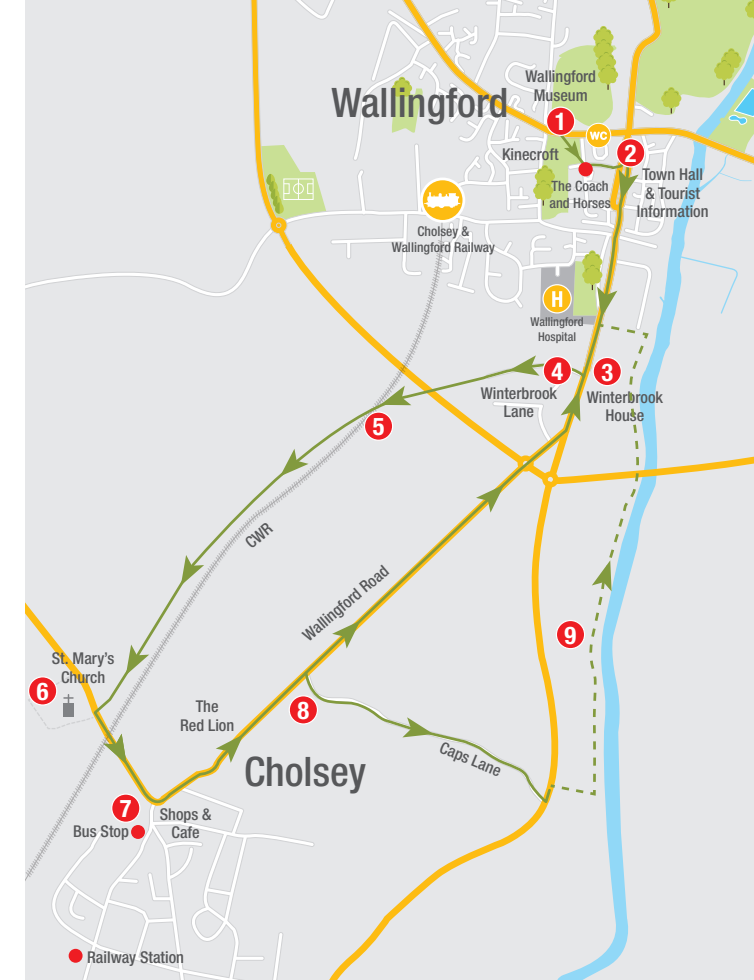 Wallingford
Museum
Wallingford
1
WC
2
Kinecroft
The Coach
and Horses
Town Hall
& Tourist
Information
Cholsey &
Wallingford Railway
H
Wallingford
Hospital
4
3
Winterbrook
Lane
Winterbrook
House
5
CWR
Wallingford Road
9
St. Mary's
Church
6
The
Red Lion
8
Cholsey
Caps Lane
7
Shops &
Cafe
Bus Stop
Railway Station